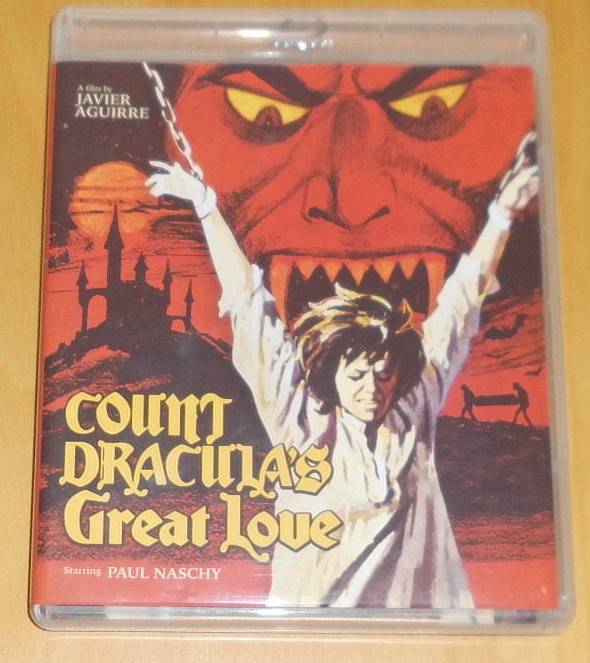 A film by
JAVIER
AGUIRRE
COUNT
DRACULA'S
Great Love
Starring PAUL NASCHY